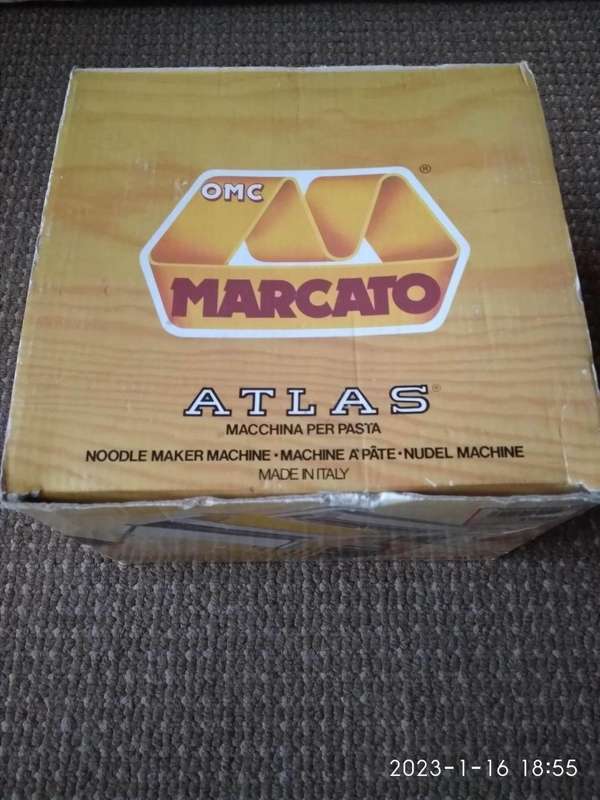 OMC
®
MARCATO
ATLAS®
MACCHINA PER PASTA
NOODLE MAKER MACHINE • MACHINE A' PÂTE • NUDEL MACHINE
MADE IN ITALY
2023-1-16 18:55